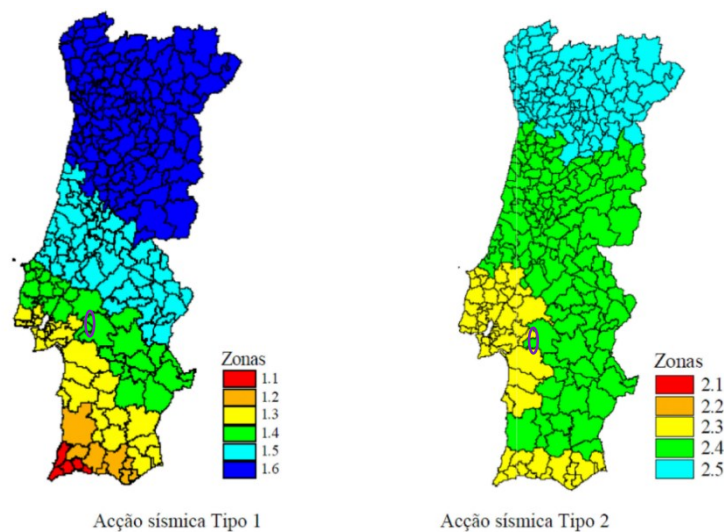 Zonas
1.1
1.2
1.3
1.4
1.5
1.6
Acção sísmica Tipo 1
Zonas
2.1
2.2
2.3
2.4
2.5
Acção sísmica Tipo 2